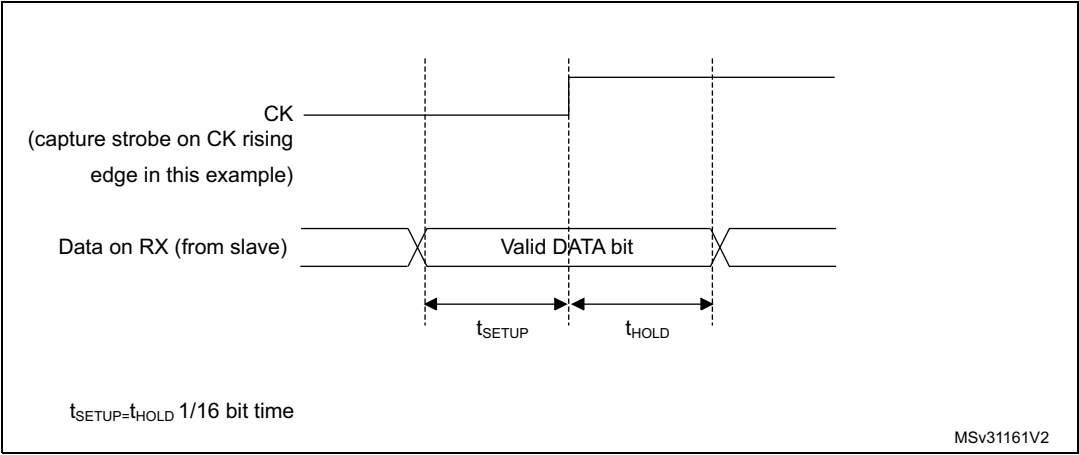 CK
(capture strobe on CK rising
edge in this example)
Data on RX (from slave)
Valid DATA bit
tSETUP
tHOLD
tSETUP=tHOLD 1/16 bit time
MSv31161V2